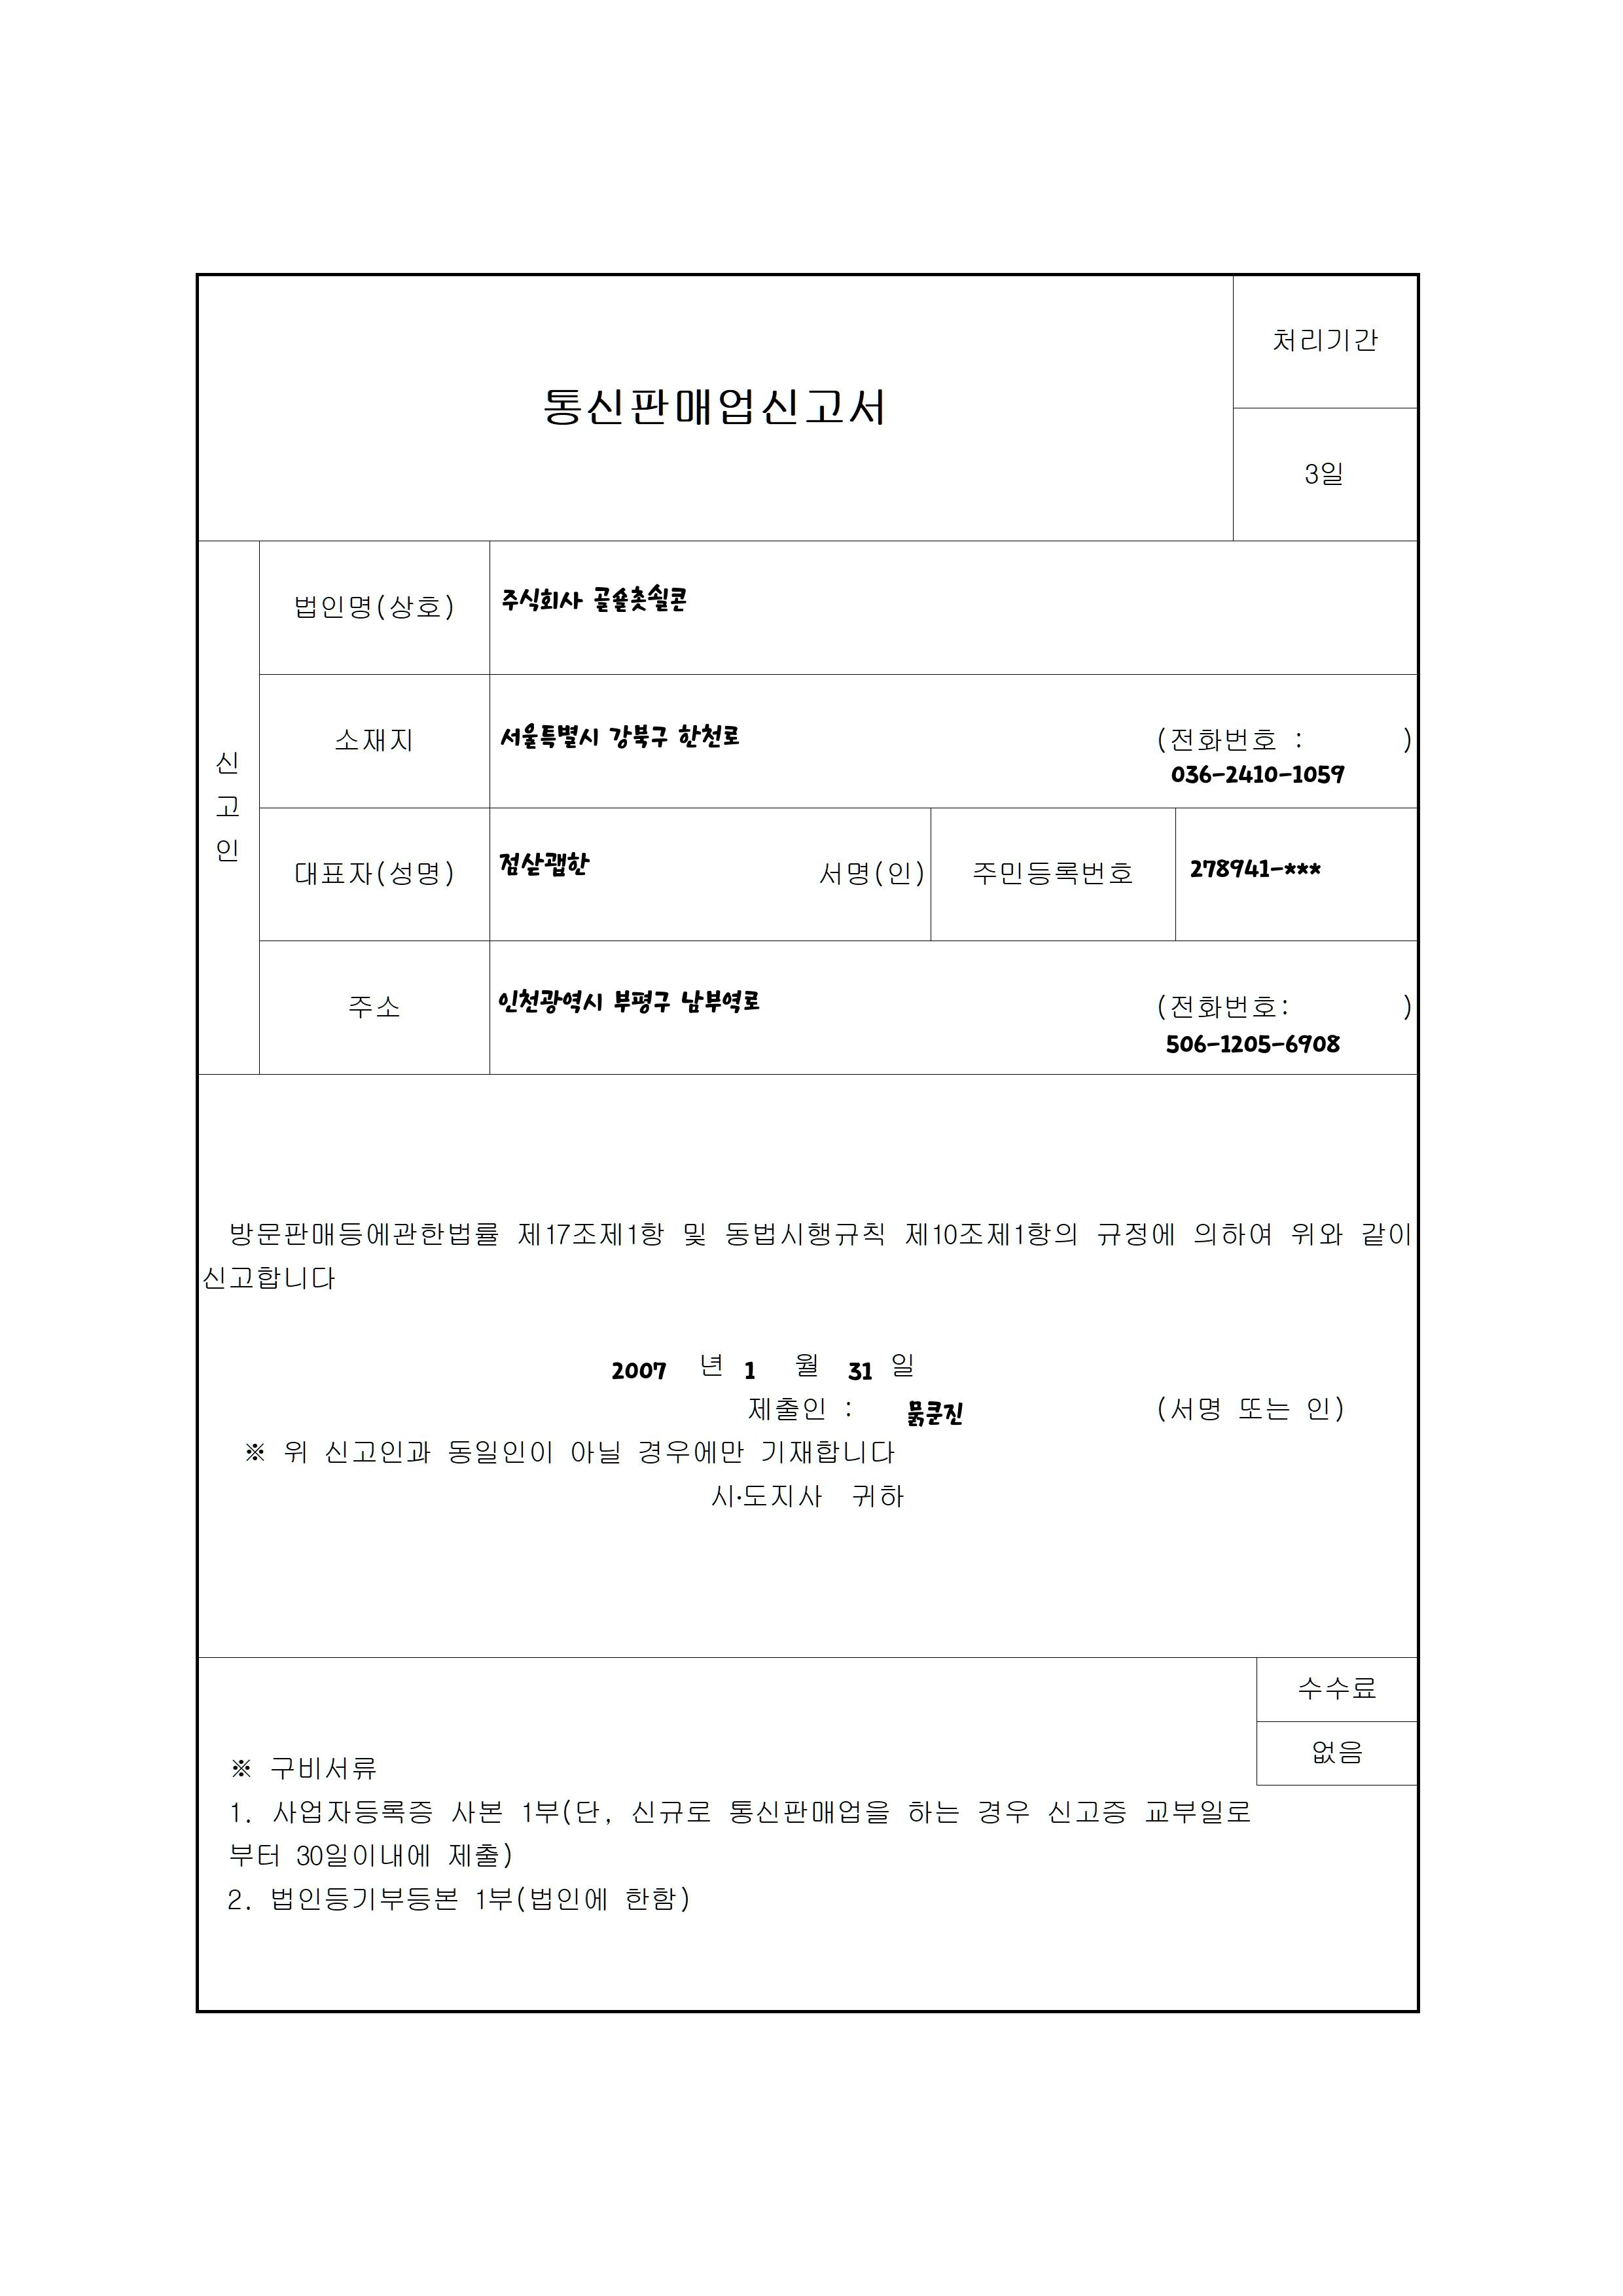 처리기간
통신판매업신고서
3일
신고인
법인명(상호) 주식회사 골숄촛쇨콘
소재지 서울특별시 강북구 한천로 (전화번호 : )
036-2410-1059
대표자(성명) 서명(인) 주민등록번호 278941-***
주소 인천광역시 부평구 남부역로 (전화번호: )
506-1205-6908
방문판매등에관한법률 제17조제1항 및 동법시행규칙 제10조제1항의 규정에 의하여 위와 같이
신고합니다
2007 년 1 월 31 일
제출인 : 묽쿤진 (서명 또는 인)
※ 위 신고인과 동일인이 아닐 경우에만 기재합니다
시·도지사 귀하
수수료
없음
※ 구비서류
1. 사업자등록증 사본 1부(단, 신규로 통신판매업을 하는 경우 신고증 교부일로
부터 30일이내에 제출)
2. 법인등기부등본 1부(법인에 한함)